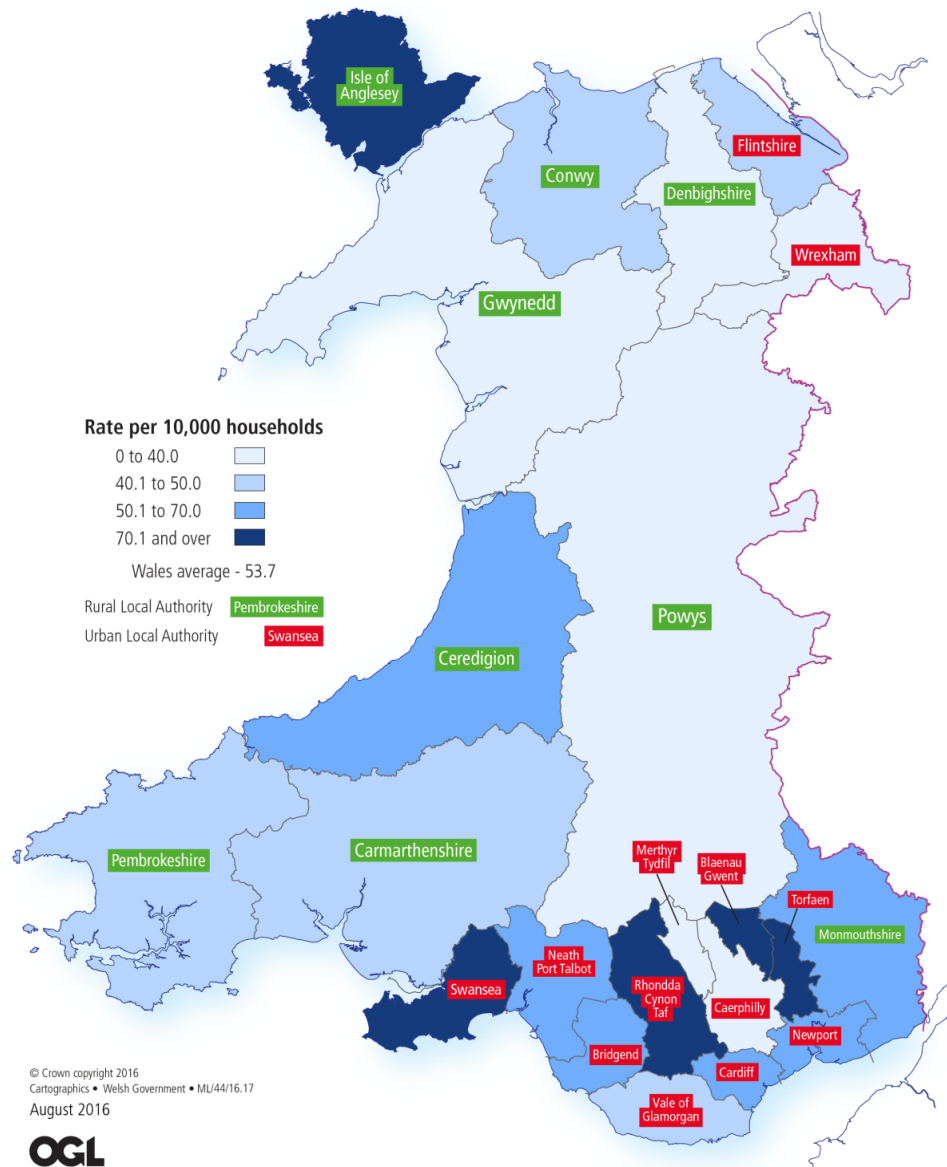 Isle of
Anglesey
Flintshire
Conwy
Denbighshire
Wrexham
Gwynedd
Rate per 10,000 households
0 to 40.0
40.1 to 50.0
50.1 to 70.0
70.1 and over
Wales average - 53.7
Rural Local Authority Pembrokeshire
Urban Local Authority Swansea
Powys
Ceredigion
Carmarthenshire
Pembrokeshire
Merthyr
Tydfil
Blaenau
Gwent
Torfaen
Monmouthshire
Neath
Port Talbot
Swansea
Rhondda
Cynon
Taf
Caerphilly
Newport
Bridgend
Cardiff
Vale of
Glamorgan
© Crown copyright 2016
Cartographics • Welsh Government • ML/44/16.17
August 2016
OGL